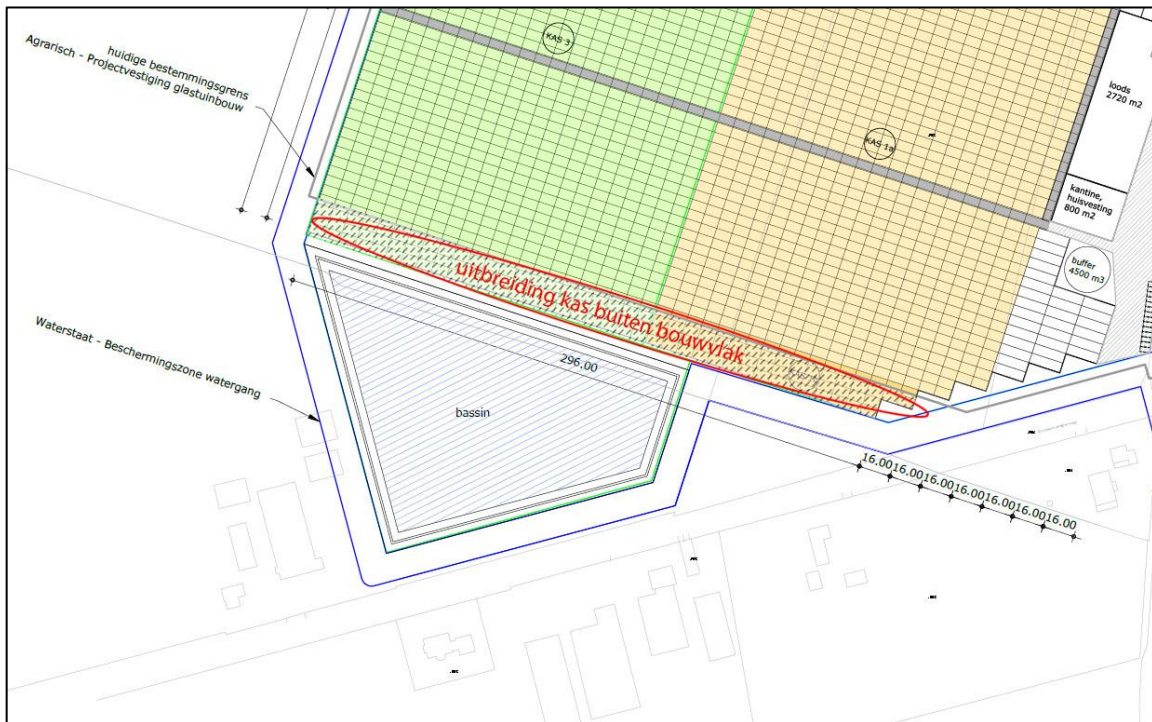 huidige bestemmingsgrens
Agrarisch - Projectvestiging glastuinbouw
KAS 3
KAS 1a
loods
2720 m2
kantine,
huisvesting
800 m2
buffer
4500 m3
uitbreiding kas buiten bouwvlak
296.00
Waterstaat - Beschermingszone watergang
bassin
16.00 16.00 16.00 16.00 16.00 16.00 16.00